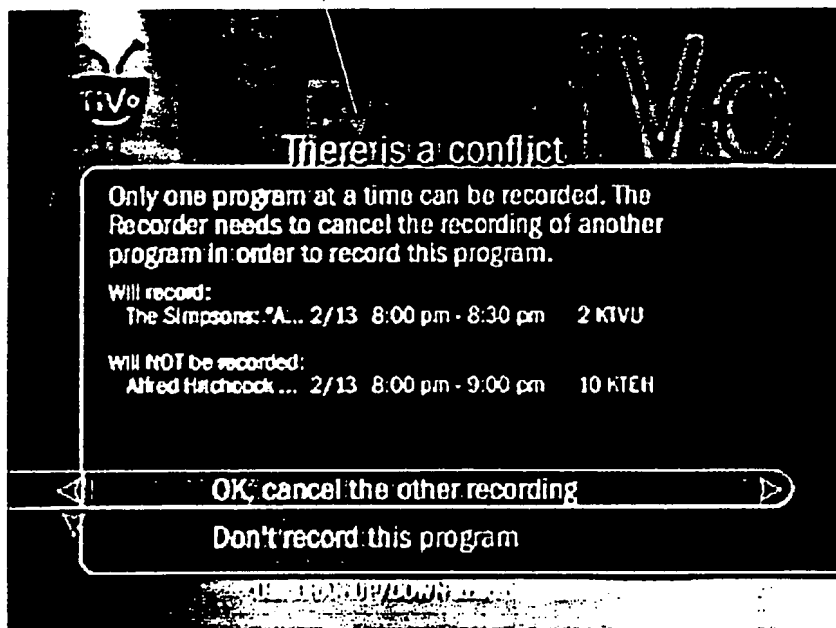 TiVo
iVo
There is a conflict
Only one program at a time can be recorded. The
Recorder needs to cancel the recording of another
program in order to record this program.
Will record:
The Simpsons: "A... 2/13 8:00 pm - 8:30 pm 2 KTVU
Will NOT be recorded:
Alfred Hitchcock ... 2/13 8:00 pm - 9:00 pm 10 KTEH
OK, cancel the other recording
Don't record this program
UP/DOWN